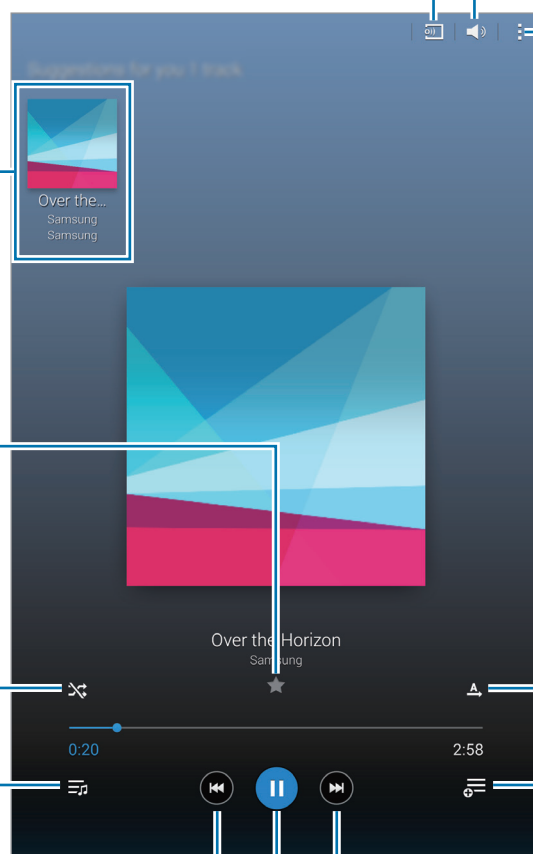 Suggestions for you 1 track
Over the...
Samsung
Samsung
Over the Horizon
Samsung
A
0:20
2:58